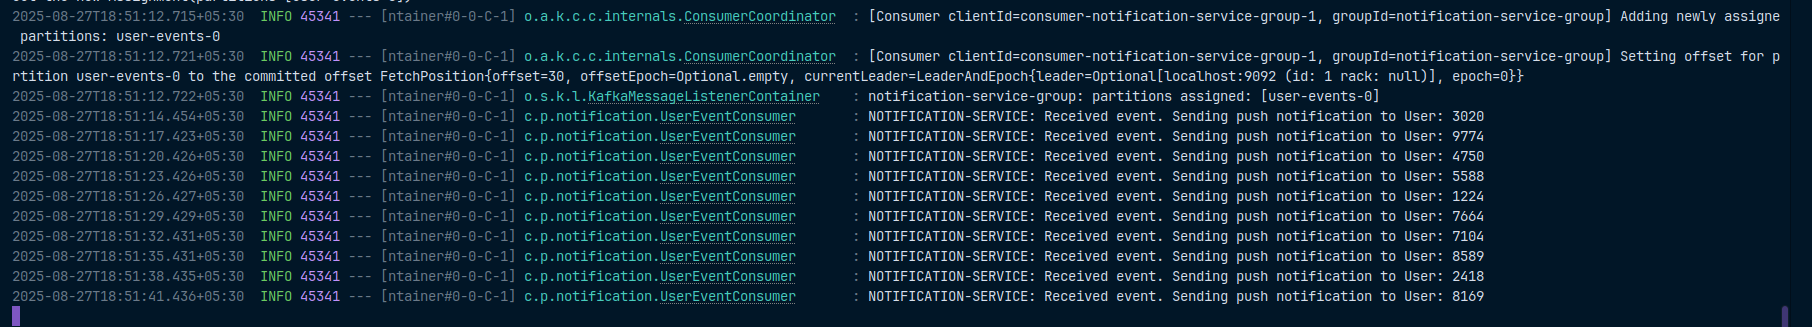 2025-08-27T18:51:12.715+05:30  INFO 45341 --- [ntainer#0-0-C-1] o.a.k.c.c.internals.ConsumerCoordinator  : [Consumer clientId=consumer-notification-service-group-1, groupId=notification-service-group] Adding newly assigne
partitions: user-events-0
2025-08-27T18:51:12.721+05:30  INFO 45341 --- [ntainer#0-0-C-1] o.a.k.c.c.internals.ConsumerCoordinator  : [Consumer clientId=consumer-notification-service-group-1, groupId=notification-service-group] Setting offset for p
rtition user-events-0 to the committed offset FetchPosition{offset=30, offsetEpoch=Optional.empty, currentLeader=LeaderAndEpoch{leader=Optional[localhost:9092 (id: 1 rack: null)], epoch=0}}
2025-08-27T18:51:12.722+05:30  INFO 45341 --- [ntainer#0-0-C-1] o.s.k.l.KafkaMessageListenerContainer    : notification-service-group: partitions assigned: [user-events-0]
2025-08-27T18:51:14.454+05:30  INFO 45341 --- [ntainer#0-0-C-1] c.p.notification.UserEventConsumer       : NOTIFICATION-SERVICE: Received event. Sending push notification to User: 3020
2025-08-27T18:51:17.423+05:30  INFO 45341 --- [ntainer#0-0-C-1] c.p.notification.UserEventConsumer       : NOTIFICATION-SERVICE: Received event. Sending push notification to User: 9774
2025-08-27T18:51:20.426+05:30  INFO 45341 --- [ntainer#0-0-C-1] c.p.notification.UserEventConsumer       : NOTIFICATION-SERVICE: Received event. Sending push notification to User: 4750
2025-08-27T18:51:23.426+05:30  INFO 45341 --- [ntainer#0-0-C-1] c.p.notification.UserEventConsumer       : NOTIFICATION-SERVICE: Received event. Sending push notification to User: 5588
2025-08-27T18:51:26.427+05:30  INFO 45341 --- [ntainer#0-0-C-1] c.p.notification.UserEventConsumer       : NOTIFICATION-SERVICE: Received event. Sending push notification to User: 1224
2025-08-27T18:51:29.429+05:30  INFO 45341 --- [ntainer#0-0-C-1] c.p.notification.UserEventConsumer       : NOTIFICATION-SERVICE: Received event. Sending push notification to User: 7664
2025-08-27T18:51:32.431+05:30  INFO 45341 --- [ntainer#0-0-C-1] c.p.notification.UserEventConsumer       : NOTIFICATION-SERVICE: Received event. Sending push notification to User: 7104
2025-08-27T18:51:35.431+05:30  INFO 45341 --- [ntainer#0-0-C-1] c.p.notification.UserEventConsumer       : NOTIFICATION-SERVICE: Received event. Sending push notification to User: 8589
2025-08-27T18:51:38.435+05:30  INFO 45341 --- [ntainer#0-0-C-1] c.p.notification.UserEventConsumer       : NOTIFICATION-SERVICE: Received event. Sending push notification to User: 2418
2025-08-27T18:51:41.436+05:30  INFO 45341 --- [ntainer#0-0-C-1] c.p.notification.UserEventConsumer       : NOTIFICATION-SERVICE: Received event. Sending push notification to User: 8169